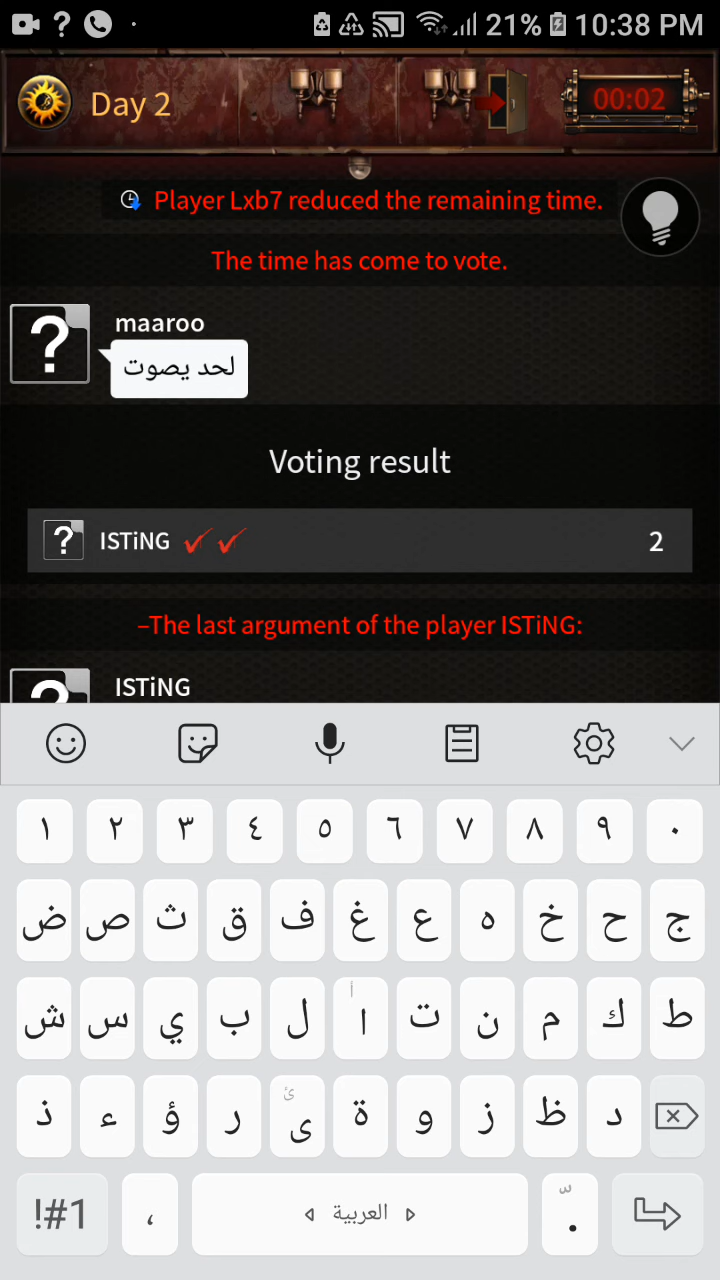 ? 21% 10:38 PM
Day 2
00:02
Player Lxb7 reduced the remaining time.
The time has come to vote.
?
maaroo
لحد يصوت
Voting result
? ISTiNG 2
–The last argument of the player ISTiNG:
?
ISTiNG
١ ٢ ٣ ٤ ٥ ٦ ٧ ٨ ٩ ٠
ض ص ث ق ف غ ع ه خ ح ج
ش س ي ب ل ا أ ت ن م ك ط
ذ ء ؤ ر ى ئ ة و ز ظ د
!#1 ، العربية . ّ